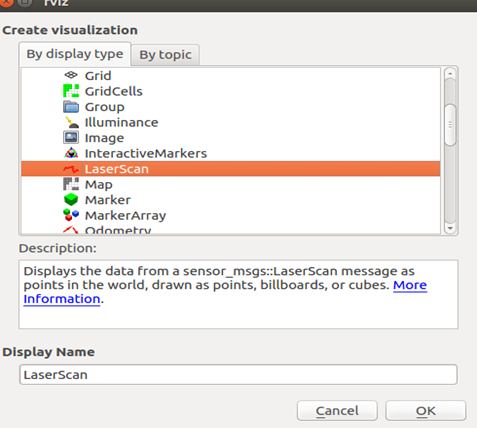 rviz
Create visualization
By display type
By topic
Grid
GridCells
Group
Illuminance
Image
InteractiveMarkers
LaserScan
Map
Marker
MarkerArray
Odometry
Description:
Displays the data from a sensor_msgs::LaserScan message as
points in the world, drawn as points, billboards, or cubes. More
Information.
Display Name
LaserScan
Cancel
OK